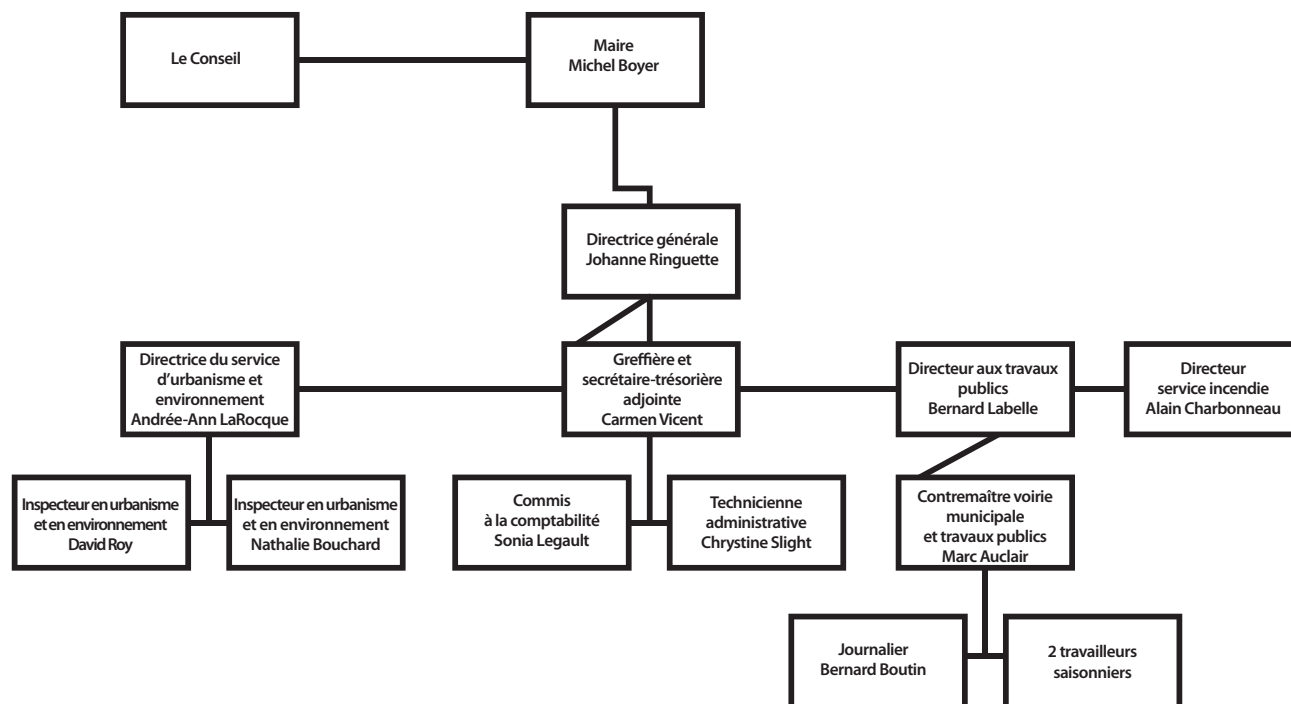 Le Conseil
Maire
Michel Boyer
Directrice générale
Johanne Ringuette
Directrice du service
d'urbanisme et
environnement
Andrée-Ann LaRocque
Greffière et
secrétaire-trésorière
adjointe
Carmen Vicent
Directeur aux travaux
publics
Bernard Labelle
Directeur
service incendie
Alain Charbonneau
Inspecteur en urbanisme
et en environnement
David Roy
Inspecteur en urbanisme
et en environnement
Nathalie Bouchard
Commis
à la comptabilité
Sonia Legault
Technicienne
administrative
Chrystine Slight
Contremaître voirie
municipale
et travaux publics
Marc Auclair
Journalier
Bernard Boutin
2 travailleurs
saisonniers